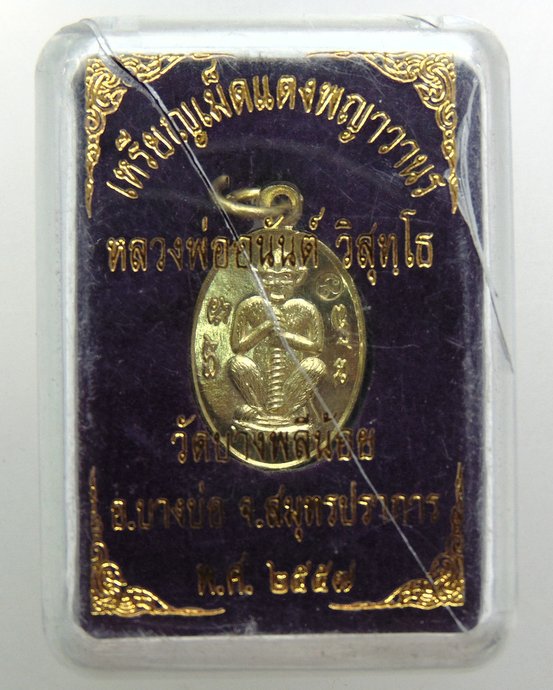 เหรียญเม็ดแตงพญาวานร
หลวงพ่ออนันต์ วิสุทฺโธ
วัดบางพลีน้อย
อ.บางบ่อ จ.สมุทรปราการ
พ.ศ. ๒๕๕๗